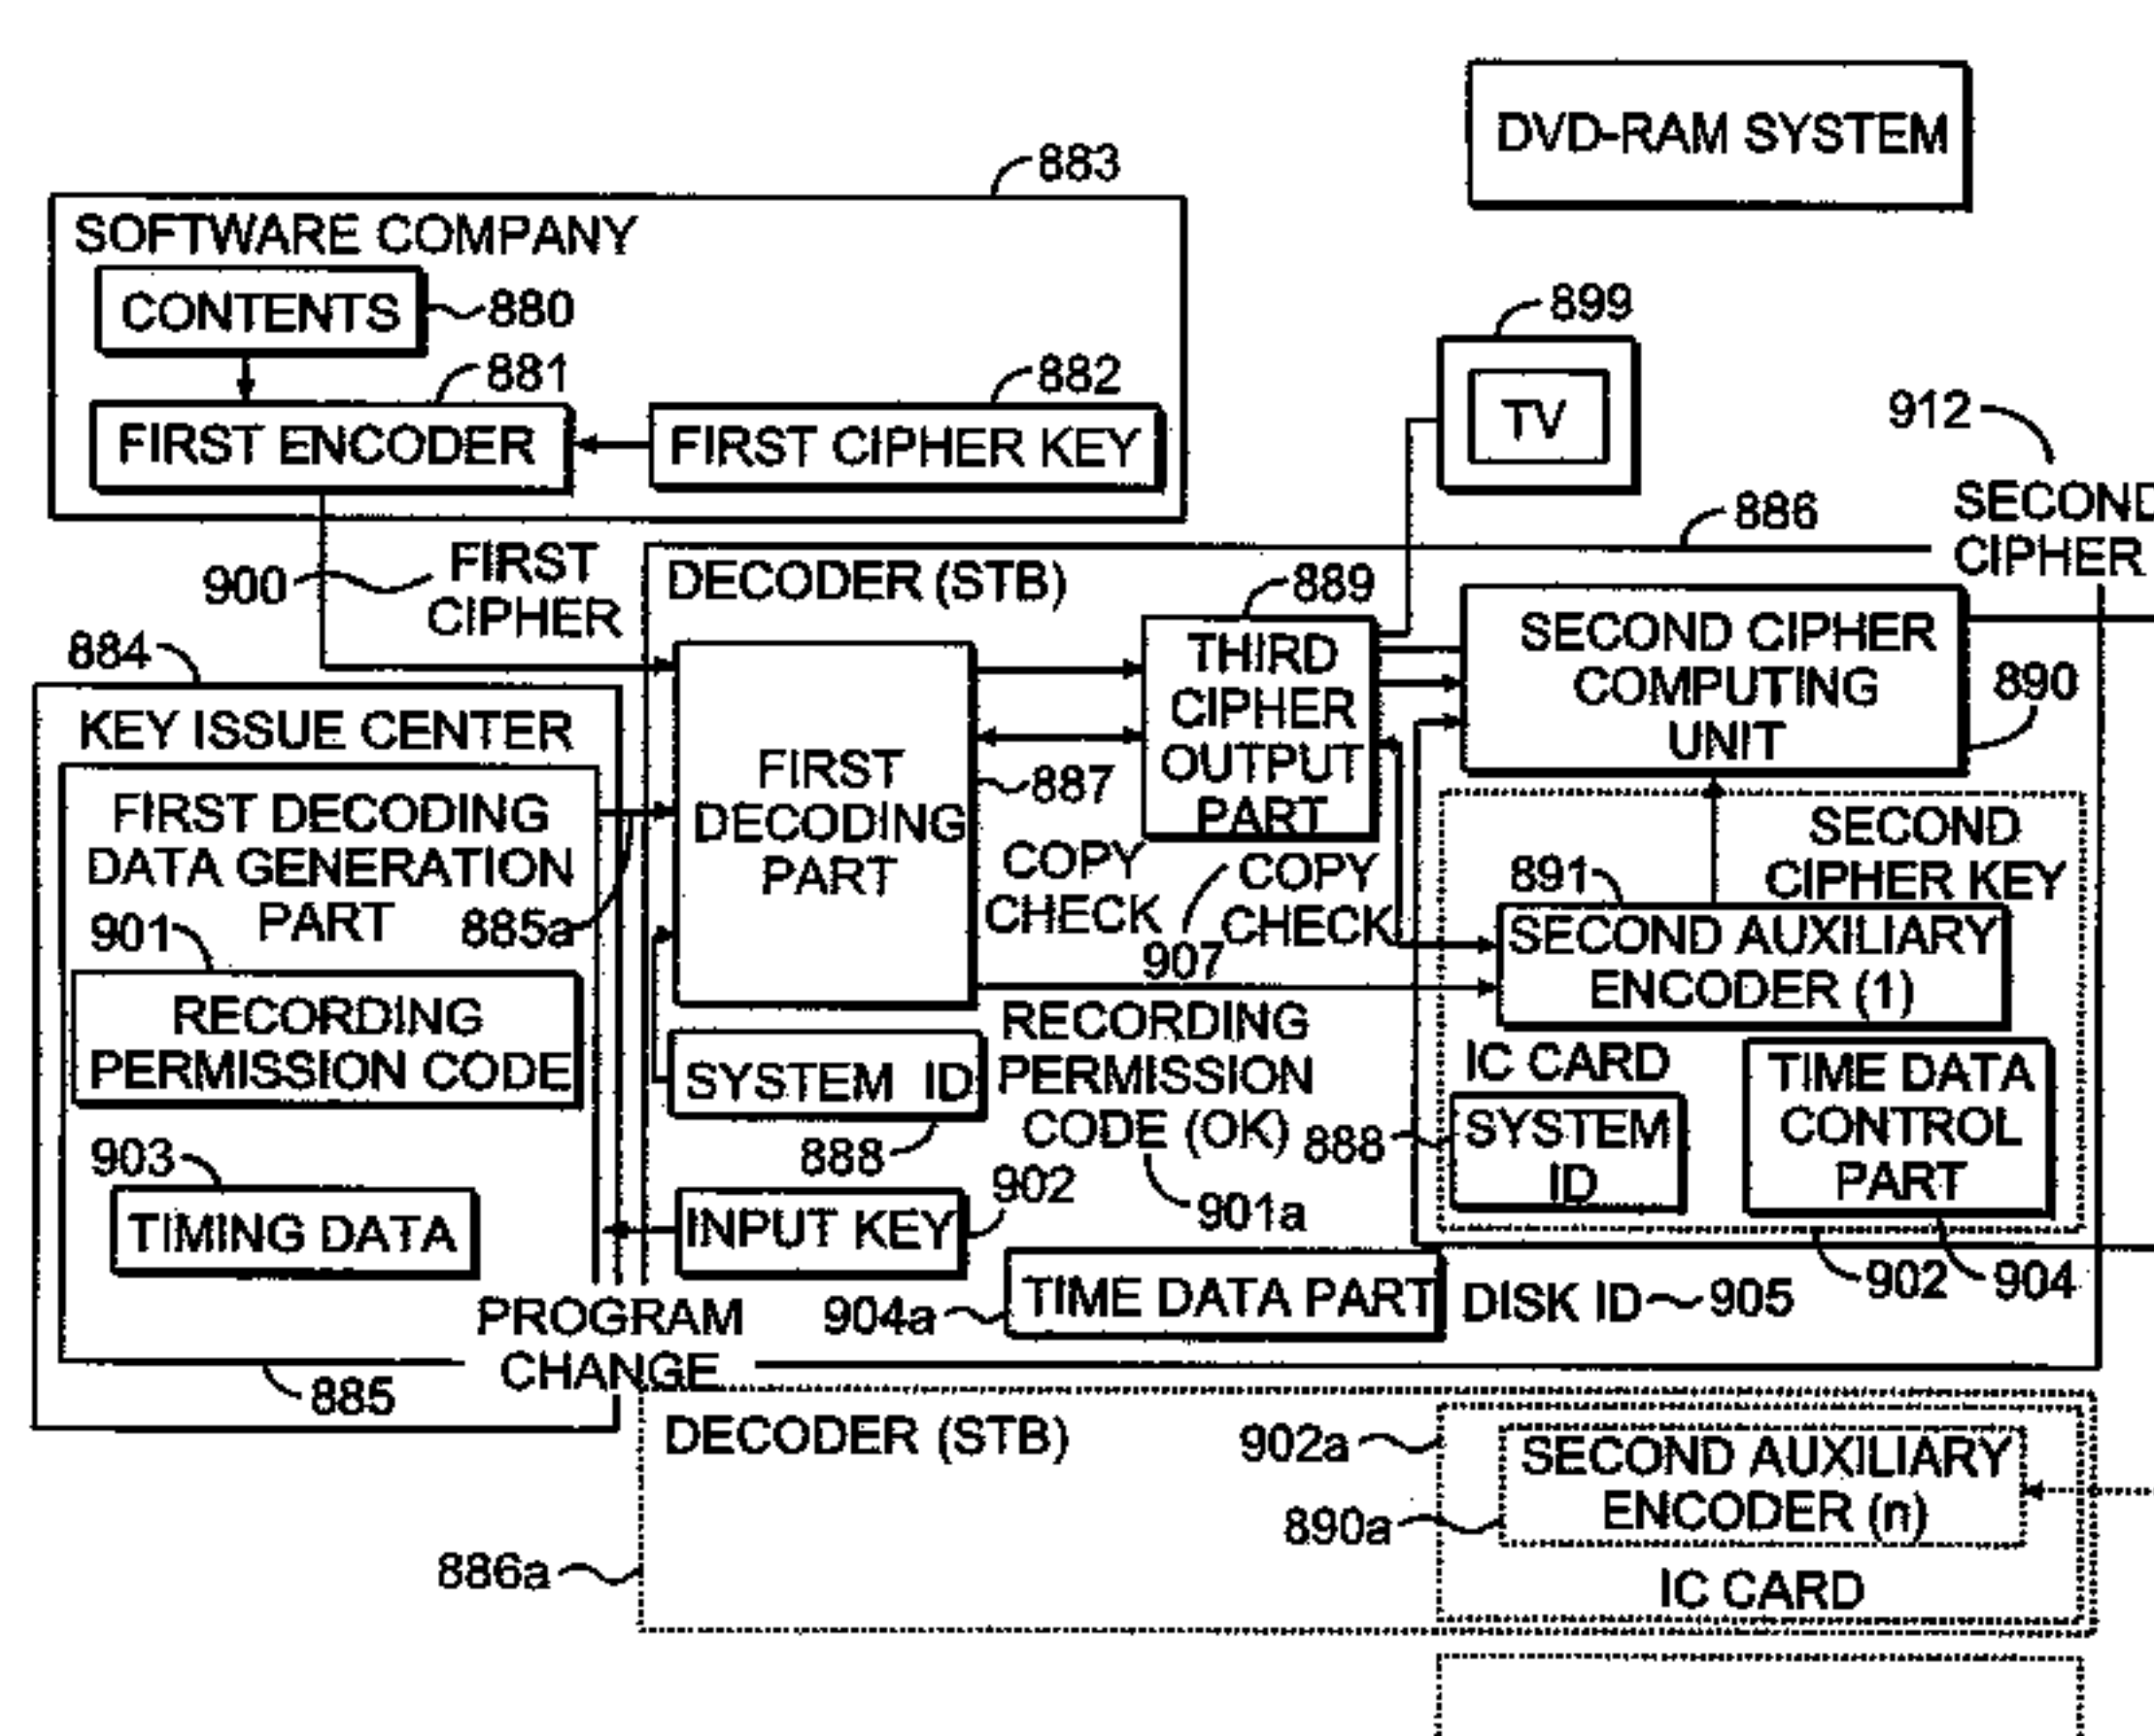 DVD-RAM SYSTEM
883
SOFTWARE COMPANY
CONTENTS
880
881
882
FIRST ENCODER
FIRST CIPHER KEY
899
TV
912
SECOND
CIPHER
886
900
FIRST
CIPHER
DECODER (STB)
889
884
KEY ISSUE CENTER
FIRST DECODING
DATA GENERATION
PART
885a
901
RECORDING
PERMISSION CODE
903
TIMING DATA
885
FIRST
DECODING
PART
887
THIRD
CIPHER
OUTPUT
PART
SECOND CIPHER
COMPUTING
UNIT
890
COPY
CHECK
907
COPY
CHECK
SECOND
CIPHER KEY
891
SECOND AUXILIARY
ENCODER (1)
SYSTEM ID
888
RECORDING
PERMISSION
CODE (OK)
901a
IC CARD
888
SYSTEM
ID
TIME DATA
CONTROL
PART
902
INPUT KEY
904a
TIME DATA PART
DISK ID
905
902
904
PROGRAM
CHANGE
DECODER (STB)
886a
902a
890a
SECOND AUXILIARY
ENCODER (n)
IC CARD